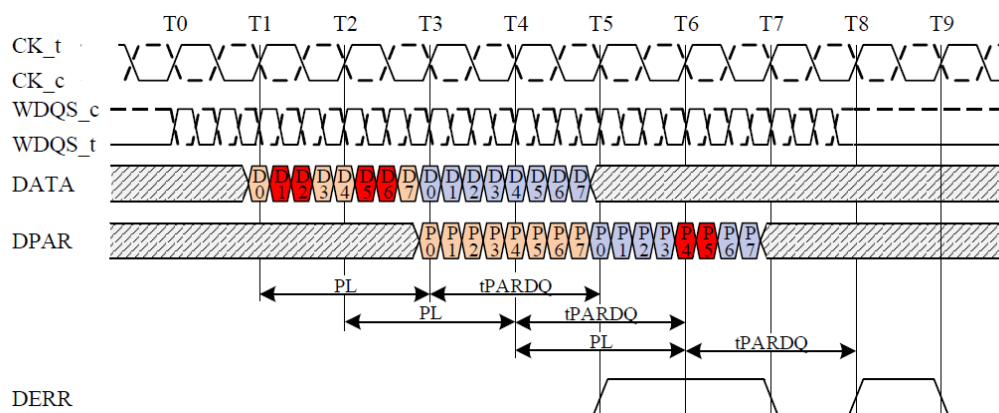 T0 T1 T2 T3 T4 T5 T6 T7 T8 T9
CK_t
CK_c
WDQS_c
WDQS_t
DATA D0 D1 D2 D3 D4 D5 D6 D7 D0 D1 D2 D3 D4 D5 D6 D7
DPAR P0 P1 P2 P3 P4 P5 P6 P7 P0 P1 P2 P3 P4 P5 P6 P7
PL tPARDQ
PL tPARDQ
PL tPARDQ
DERR